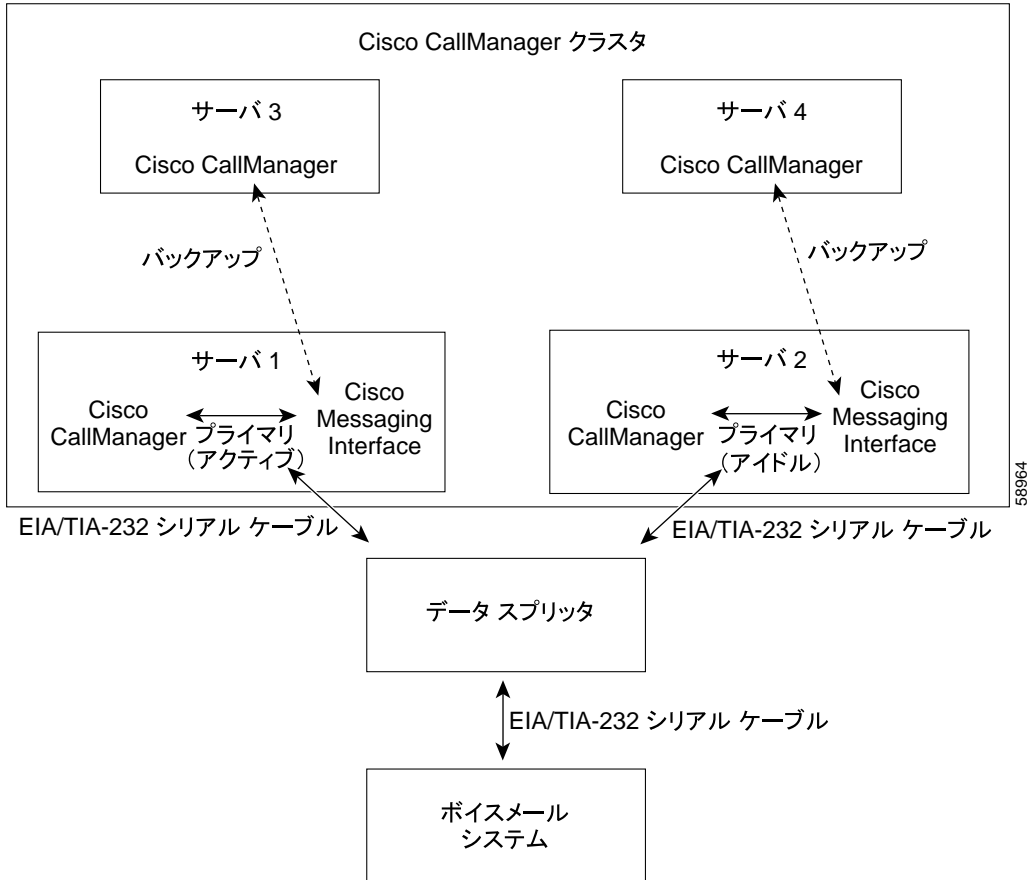 Cisco CallManager クラスタ
サーバ 3
Cisco CallManager
サーバ 4
Cisco CallManager
バックアップ
バックアップ
サーバ 1
Cisco
CallManager
プライマリ
（アクティブ）
Cisco
Messaging
Interface
サーバ 2
Cisco
CallManager
プライマリ
（アイドル）
Cisco
Messaging
Interface
58964
EIA/TIA-232 シリアル ケーブル
EIA/TIA-232 シリアル ケーブル
データ スプリッタ
EIA/TIA-232 シリアル ケーブル
ボイスメール
システム